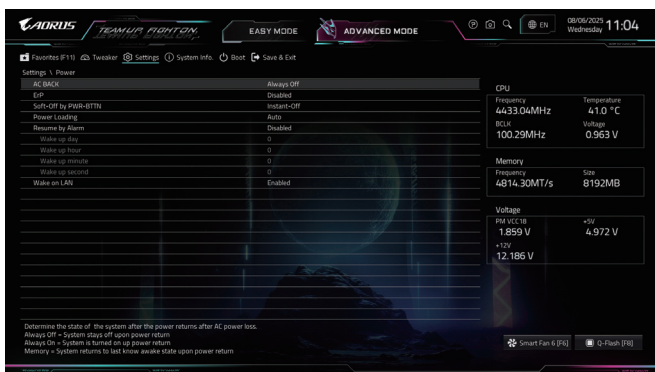 AORUS
TEAM UP. FIGHT ON.
EASY MODE
ADVANCED MODE
EN
08/06/2025
Wednesday
11:04
Favorites (F11) Tweaker Settings System Info. Boot Save & Exit
Settings \ Power
AC BACK Always Off
ErP Disabled
Soft-Off by PWR-BTTN Instant-Off
Power Loading Auto
Resume by Alarm Disabled
Wake up day 0
Wake up hour 0
Wake up minute 0
Wake up second 0
Wake on LAN Enabled
CPU
Frequency Temperature
4433.04MHz 41.0 °C
BCLK Voltage
100.29MHz 0.963 V
Memory
Frequency Size
4814.30MT/s 8192MB
Voltage
PM VCC18 +5V
1.859 V 4.972 V
+12V
12.186 V
Determine the state of the system after the power returns after AC power loss.
Always Off = System stays off upon power return
Always On = System is turned on up power return
Memory = System returns to last know awake state upon power return
Smart Fan 6 [F6] Q-Flash [F8]